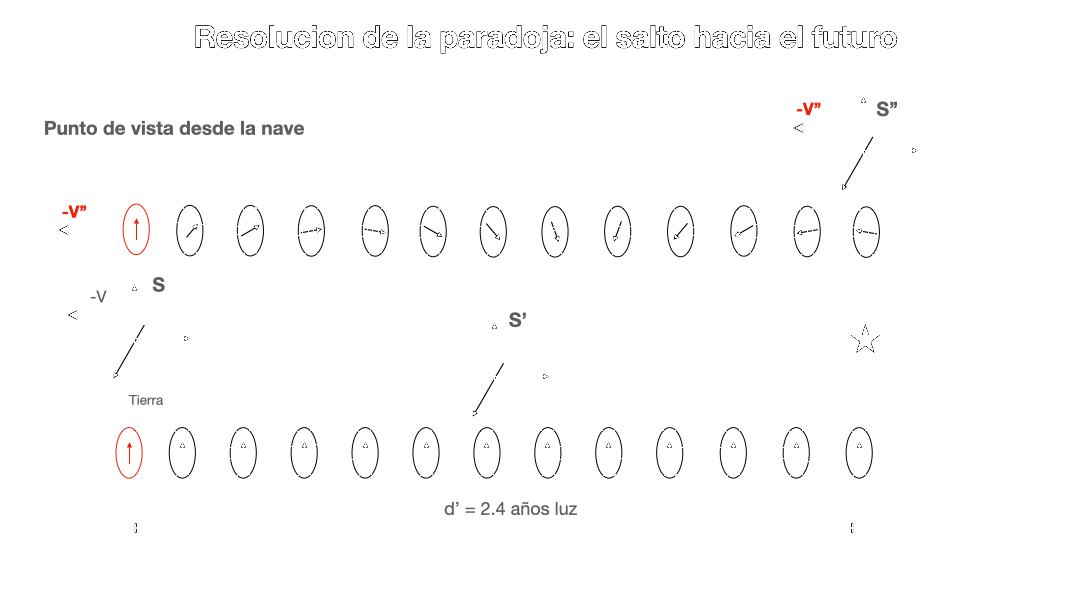 Resolucion de la paradoja: el salto hacia el futuro
-V” S”
Punto de vista desde la nave
-V”
-V S
S’
Tierra
d’ = 2.4 años luz